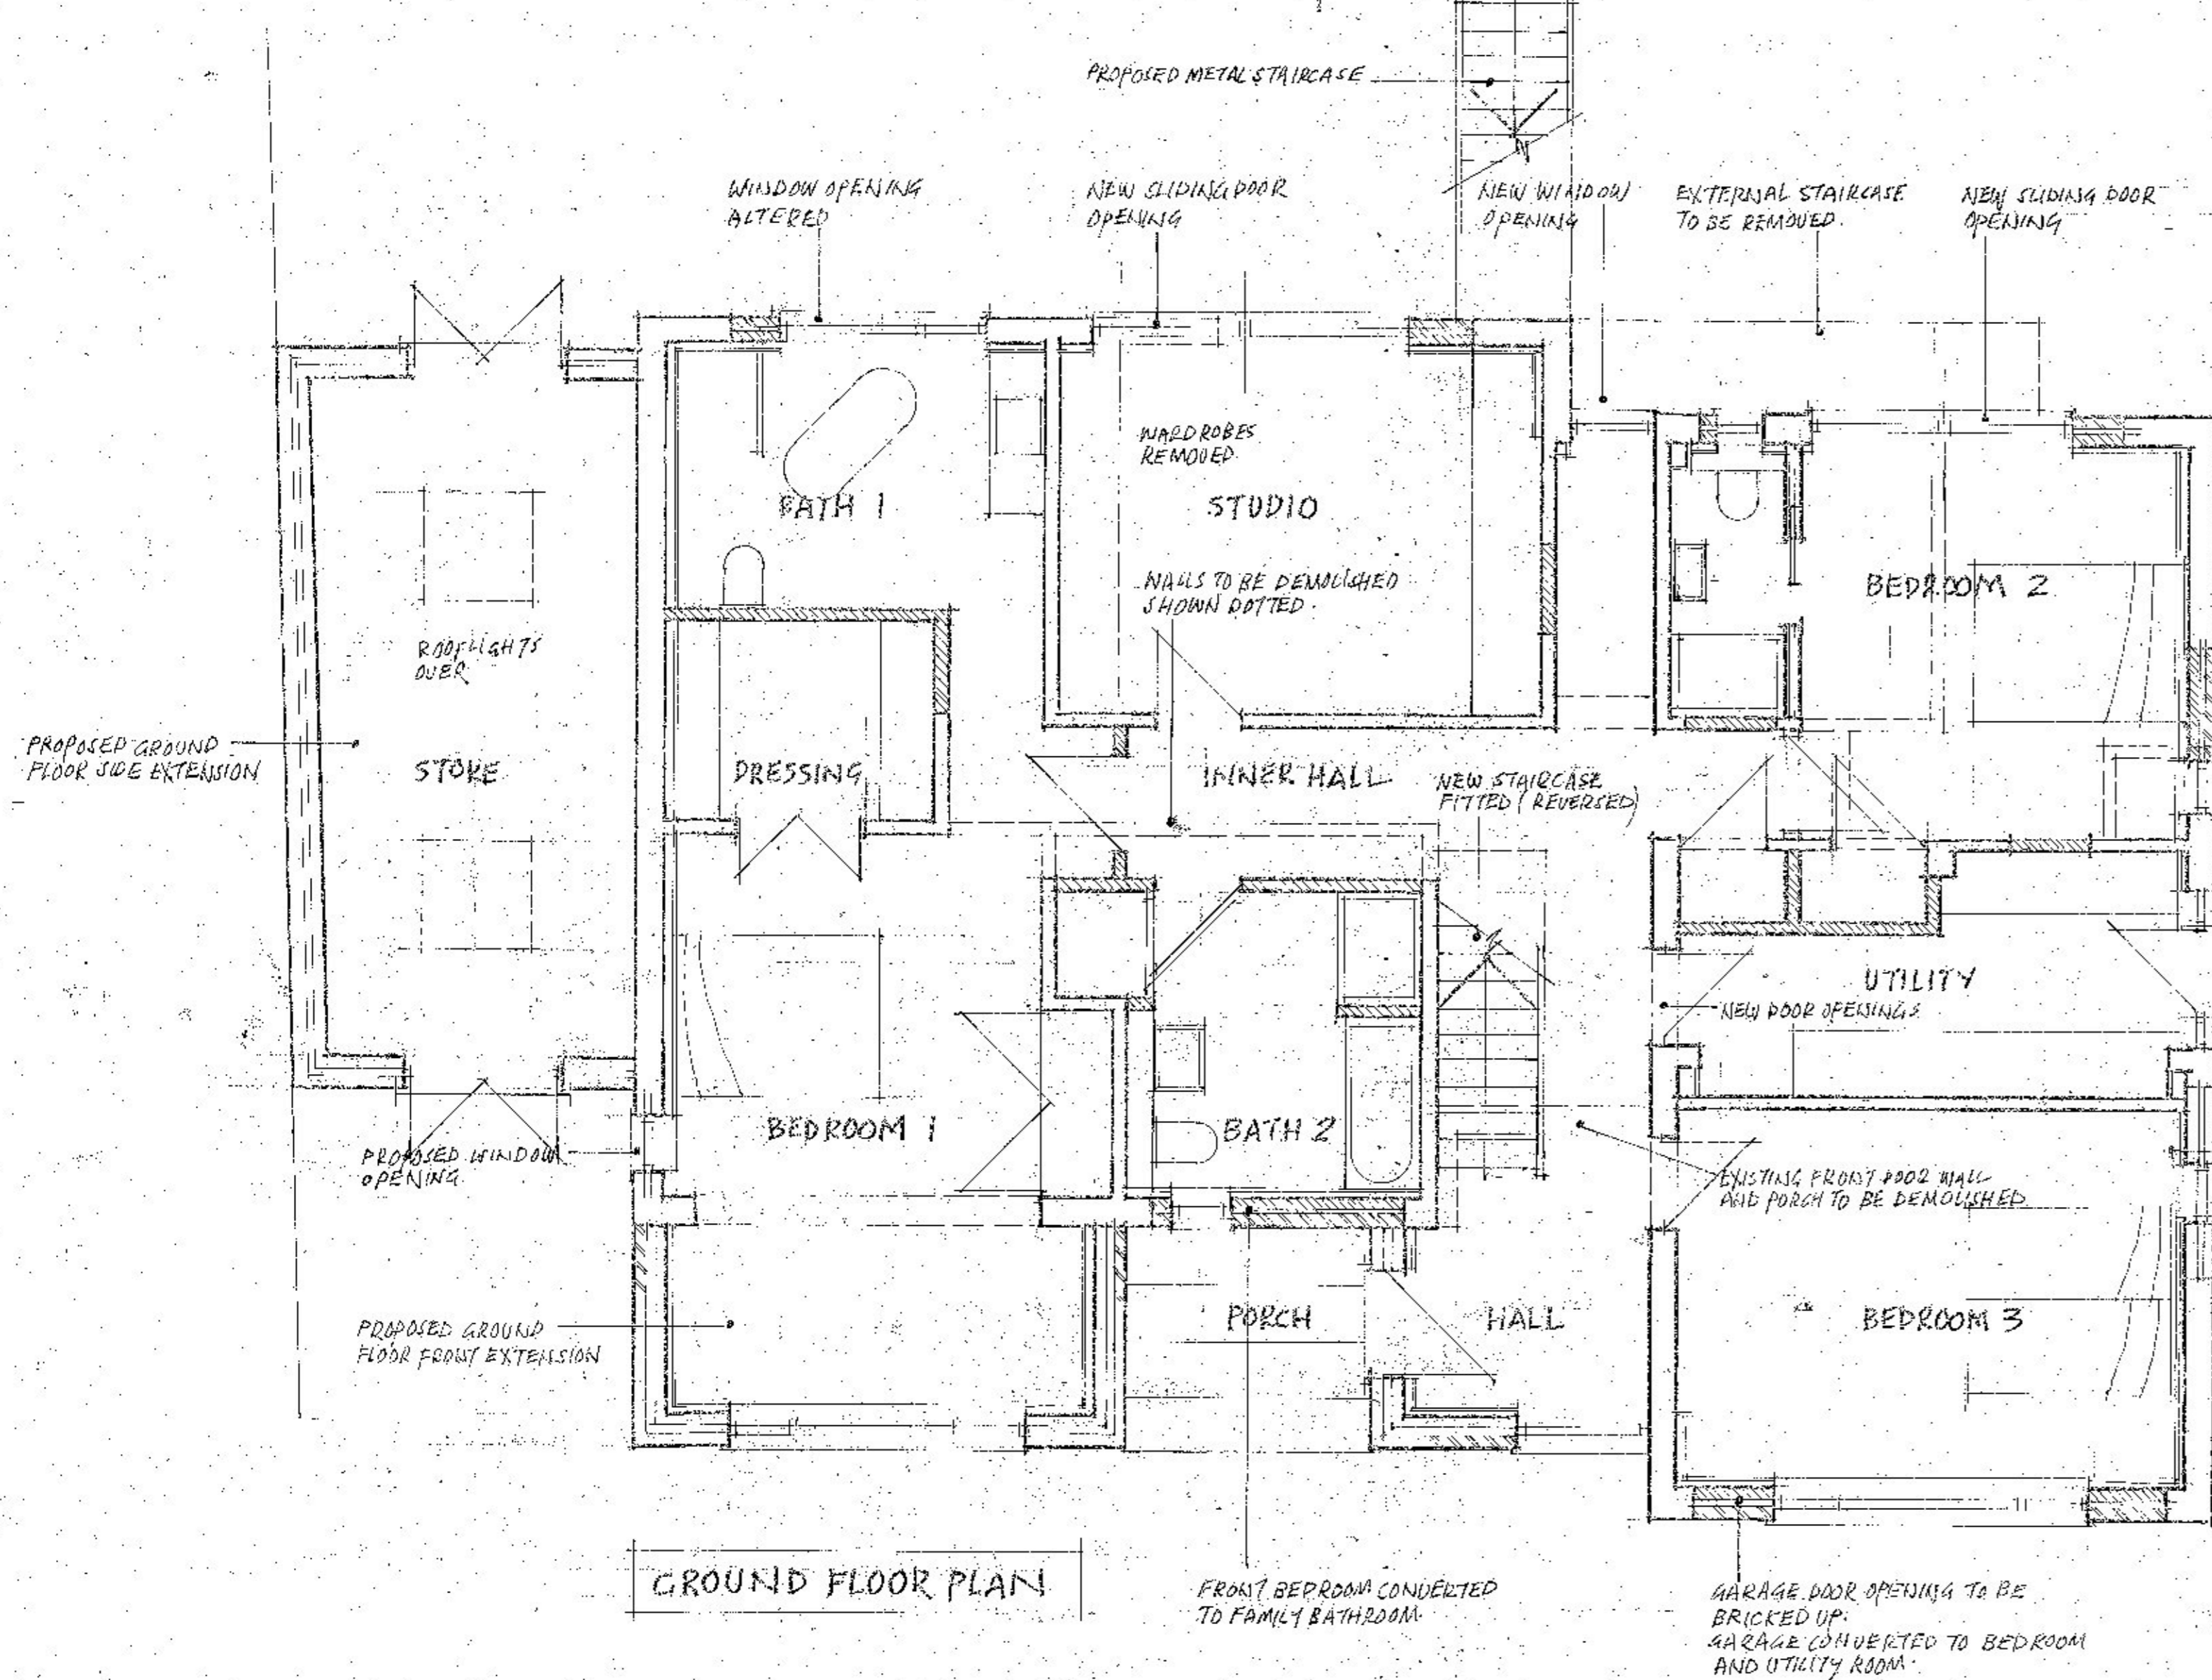 PROPOSED METAL STAIRCASE
WINDOW OPENING
ALTERED
NEW SLIDING DOOR
OPENING
NEW WINDOW
OPENING
EXTERNAL STAIRCASE
TO BE REMOVED.
NEW SLIDING DOOR
OPENING
WARDROBES
REMOVED.
BATH 1
STUDIO
WALLS TO BE DEMOLISHED
SHOWN DOTTED.
BEDROOM 2
ROOFLIGHTS
OVER
PROPOSED GROUND
FLOOR SIDE EXTENSION
STORE
DRESSING
INNER HALL
NEW STAIRCASE
FITTED (REVERSED)
UTILITY
NEW DOOR OPENINGS
BEDROOM 1
BATH 2
PROPOSED WINDOW
OPENING
EXISTING FRONT DOOR WALL
AND PORCH TO BE DEMOLISHED
PROPOSED GROUND
FLOOR FRONT EXTENSION
PORCH
HALL
BEDROOM 3
GROUND FLOOR PLAN
FRONT BEDROOM CONVERTED
TO FAMILY BATHROOM.
GARAGE DOOR OPENING TO BE
BRICKED UP.
GARAGE CONVERTED TO BEDROOM
AND UTILITY ROOM.